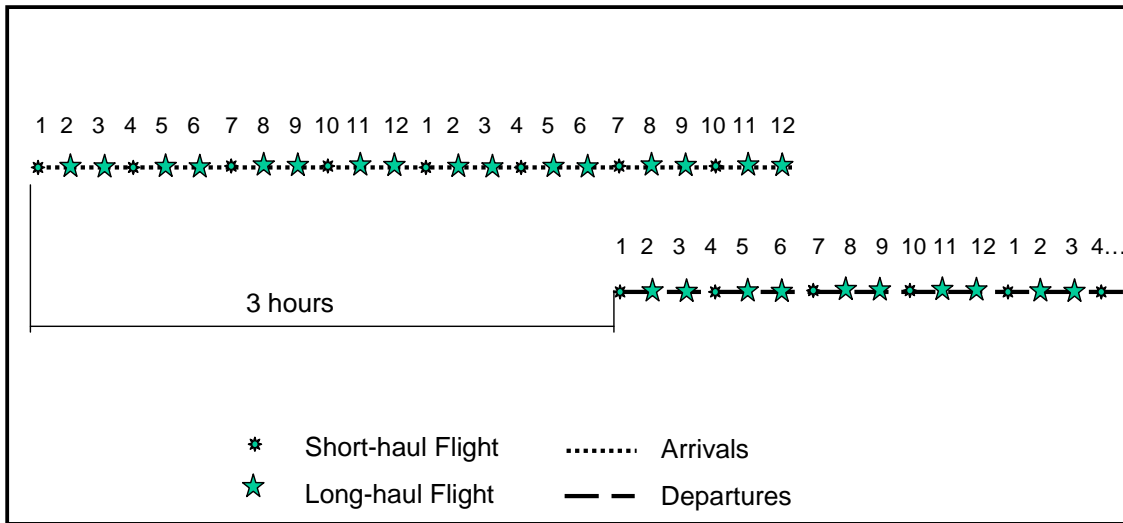 1 2 3 4 5 6 7 8 9 10 11 12 1 2 3 4 5 6 7 8 9 10 11 12
1 2 3 4 5 6 7 8 9 10 11 12 1 2 3 4…
3 hours
Short-haul Flight Arrivals
Long-haul Flight Departures